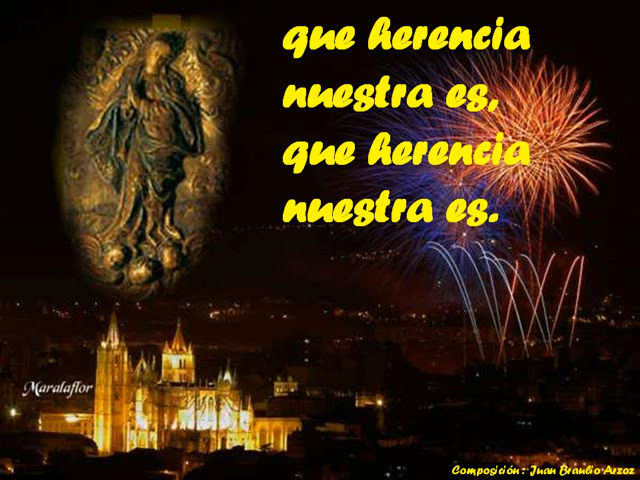 que herencia
nuestra es,
que herencia
nuestra es.
Maralaflor
Composición: Juan Braulio Arzoz